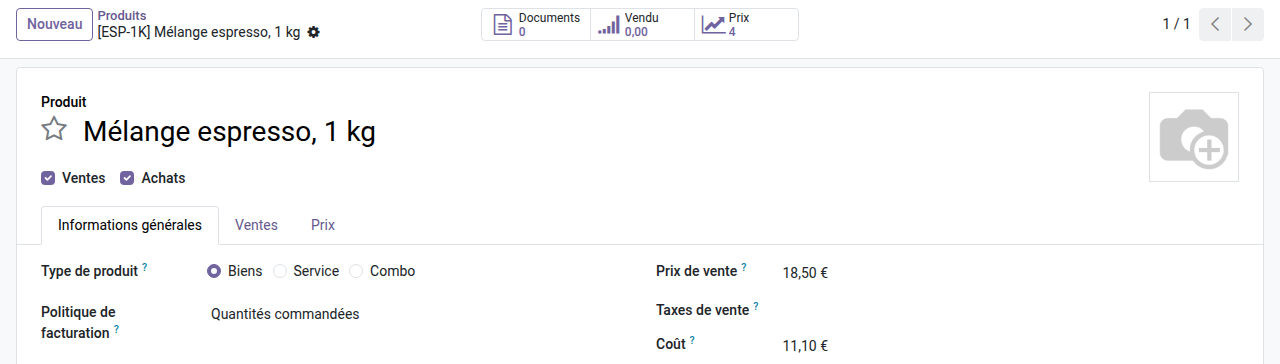 Nouveau
Produits
[ESP-1K] Mélange espresso, 1 kg
Documents
0
Vendu
0,00
Prix
4
1 / 1
Produit
Mélange espresso, 1 kg
Ventes Achats
Informations générales Ventes Prix
Type de produit ? Biens Service Combo
Prix de vente ? 18,50 €
Politique de facturation ? Quantités commandées
Taxes de vente ?
Coût ? 11,10 €